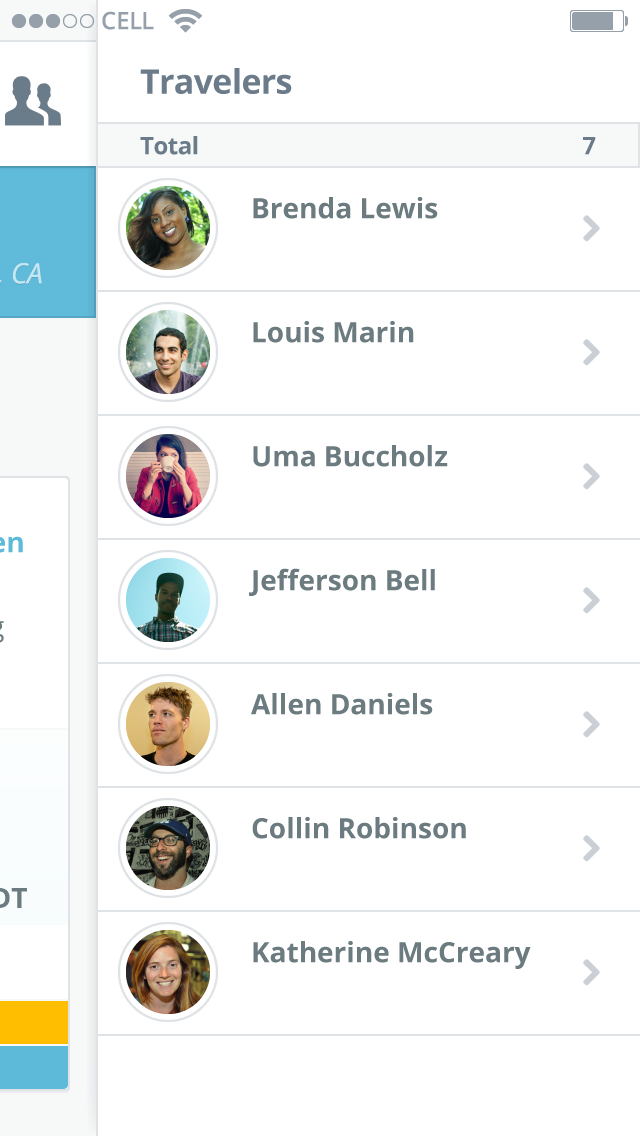 CELL
Travelers
Total 7
, CA
Brenda Lewis
Louis Marin
Uma Buccholz
en
Jefferson Bell
g
Allen Daniels
Collin Robinson
DT
Katherine McCreary